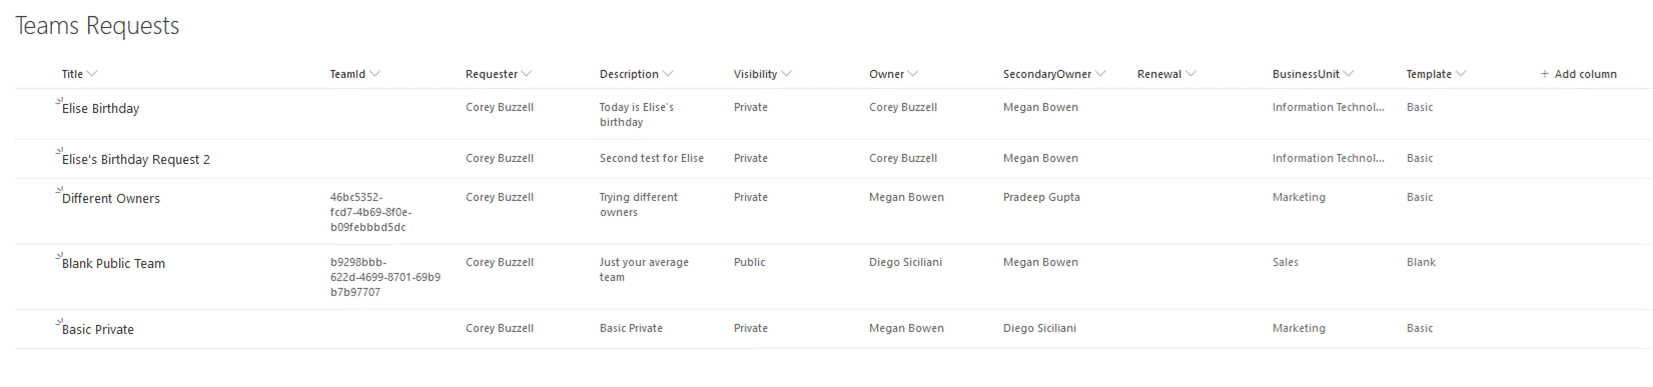 Teams Requests
Title TeamId Requester Description Visibility Owner SecondaryOwner Renewal BusinessUnit Template + Add column
Elise Birthday Corey Buzzell Today is Elise's Private Corey Buzzell Megan Bowen Information Technol... Basic
birthday
Elise's Birthday Request 2 Corey Buzzell Second test for Elise Private Corey Buzzell Megan Bowen Information Technol... Basic
Different Owners 46bc5352- Corey Buzzell Trying different Private Megan Bowen Pradeep Gupta Marketing Basic
fcd7-4b69-8f0e- owners
b09febbbd5dc
Blank Public Team b9298bbb- Corey Buzzell Just your average Public Diego Siciliani Megan Bowen Sales Blank
622d-4699-8701-69b9 team
b7b97707
Basic Private Corey Buzzell Basic Private Private Megan Bowen Diego Siciliani Marketing Basic